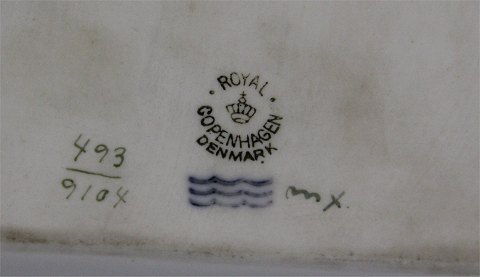 ROYAL
COPENHAGEN
DENMARK
493
9104
mx.